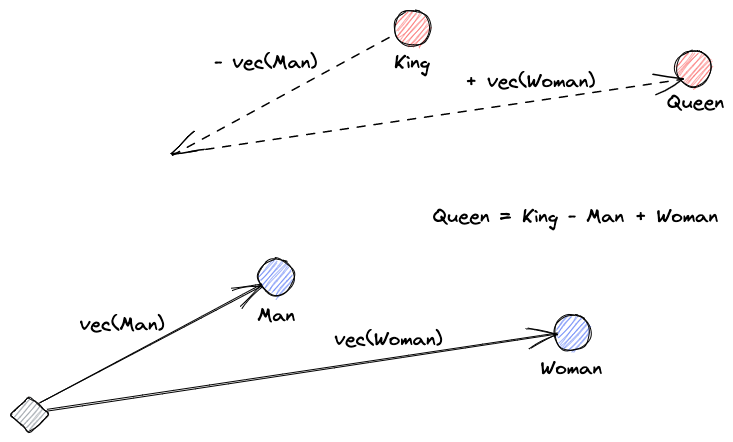 - vec(Man)
King
+ vec(Woman)
Queen
Queen = King - Man + Woman
vec(Man)
Man
vec(Woman)
Woman